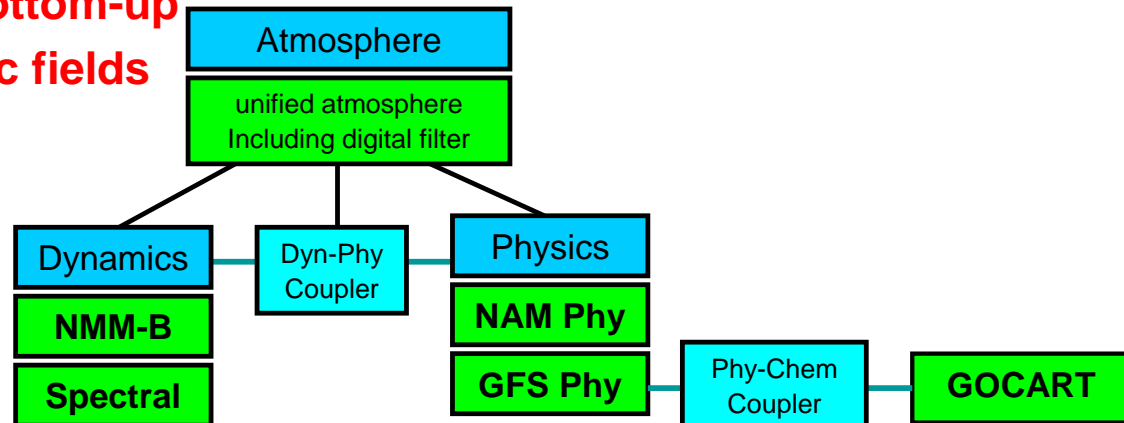 ottom-up
c fields
Atmosphere
unified atmosphere
Including digital filter
Dynamics
Dyn-Phy
Coupler
Physics
NMM-B
Spectral
NAM Phy
GFS Phy
Phy-Chem
Coupler
GOCART